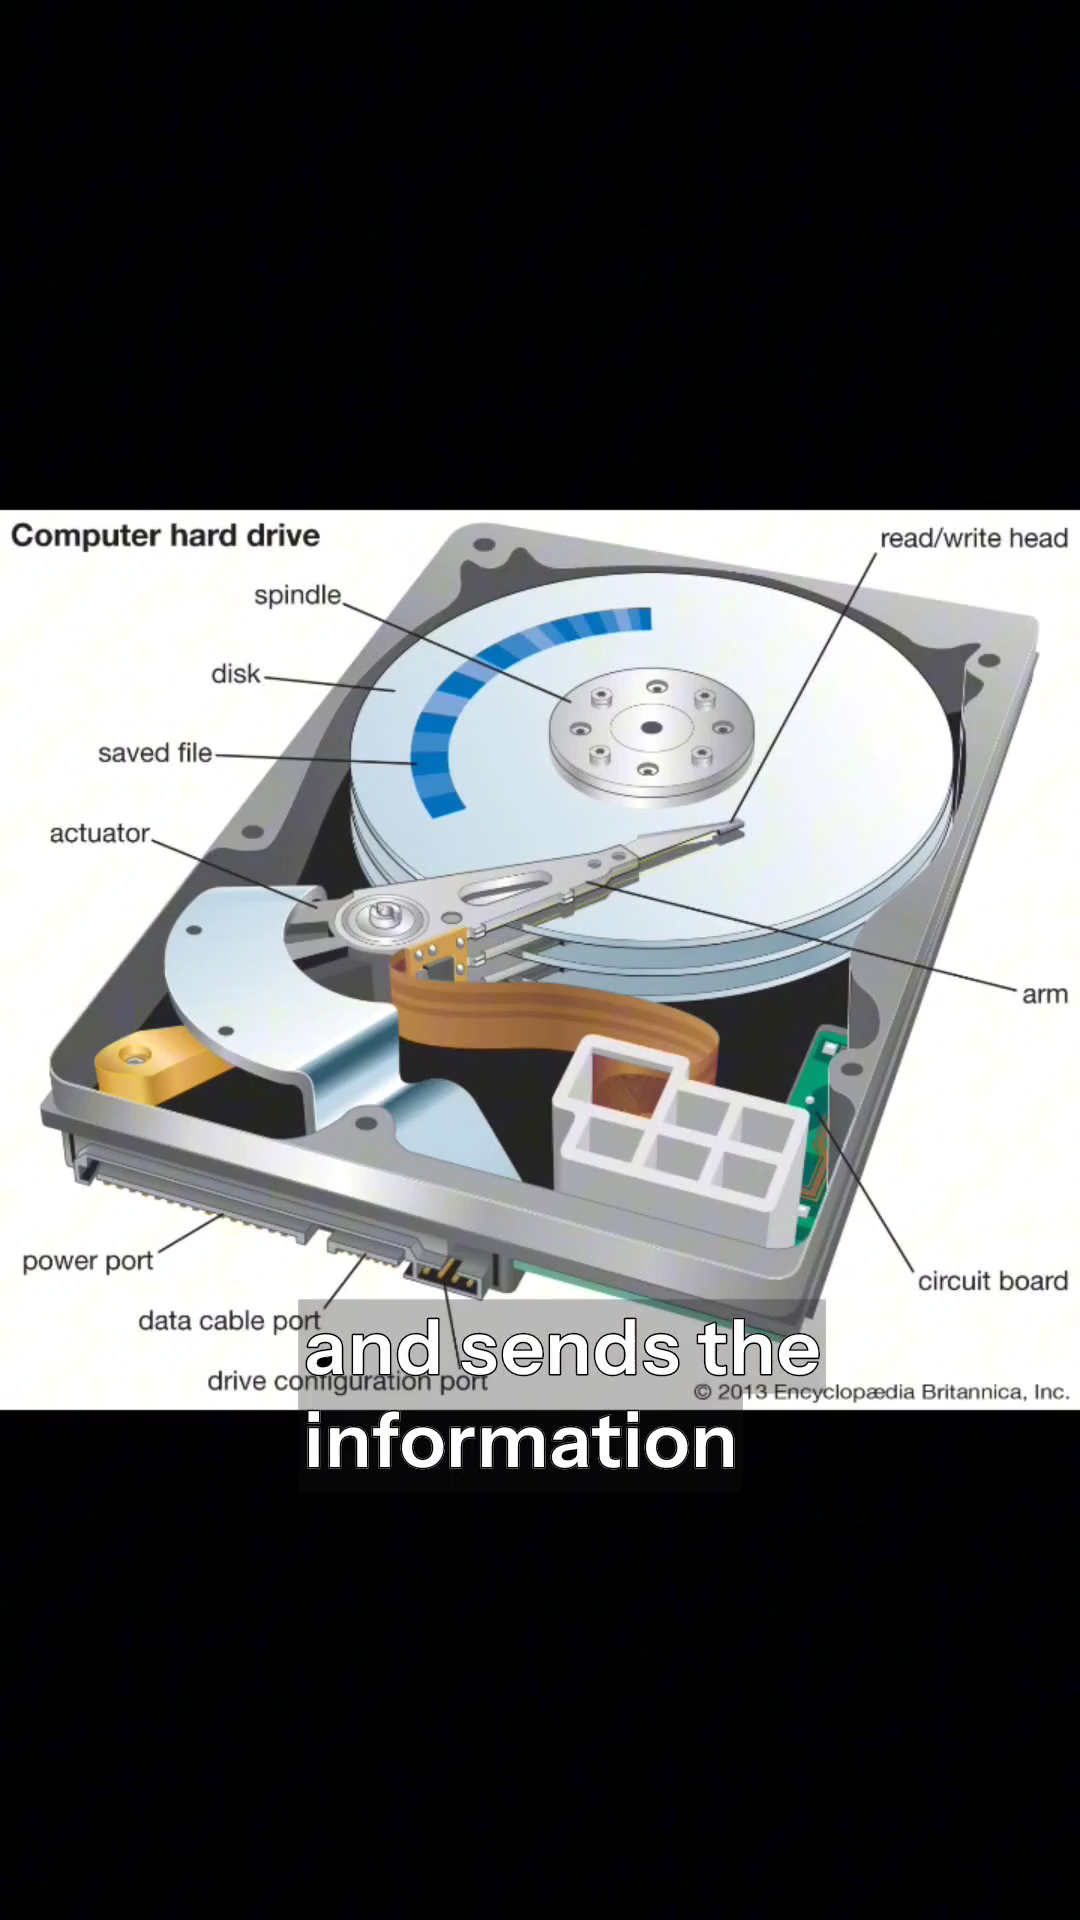 Computer hard drive
read/write head
spindle
disk
saved file
actuator
arm
power port
circuit board
data cable port
drive configuration port
© 2013 Encyclopædia Britannica, Inc.
and sends the
information